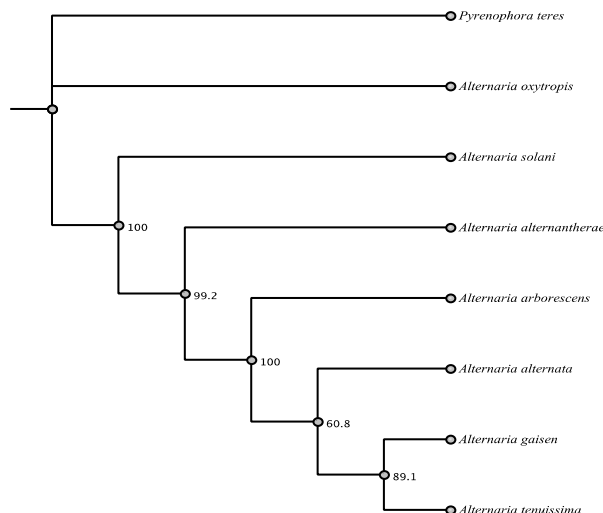 Pyrenophora teres
Alternaria oxytropis
Alternaria solani
100
Alternaria alternantherae
99.2
Alternaria arborescens
100
Alternaria alternata
60.8
Alternaria gaisen
89.1
Alternaria tenuissima